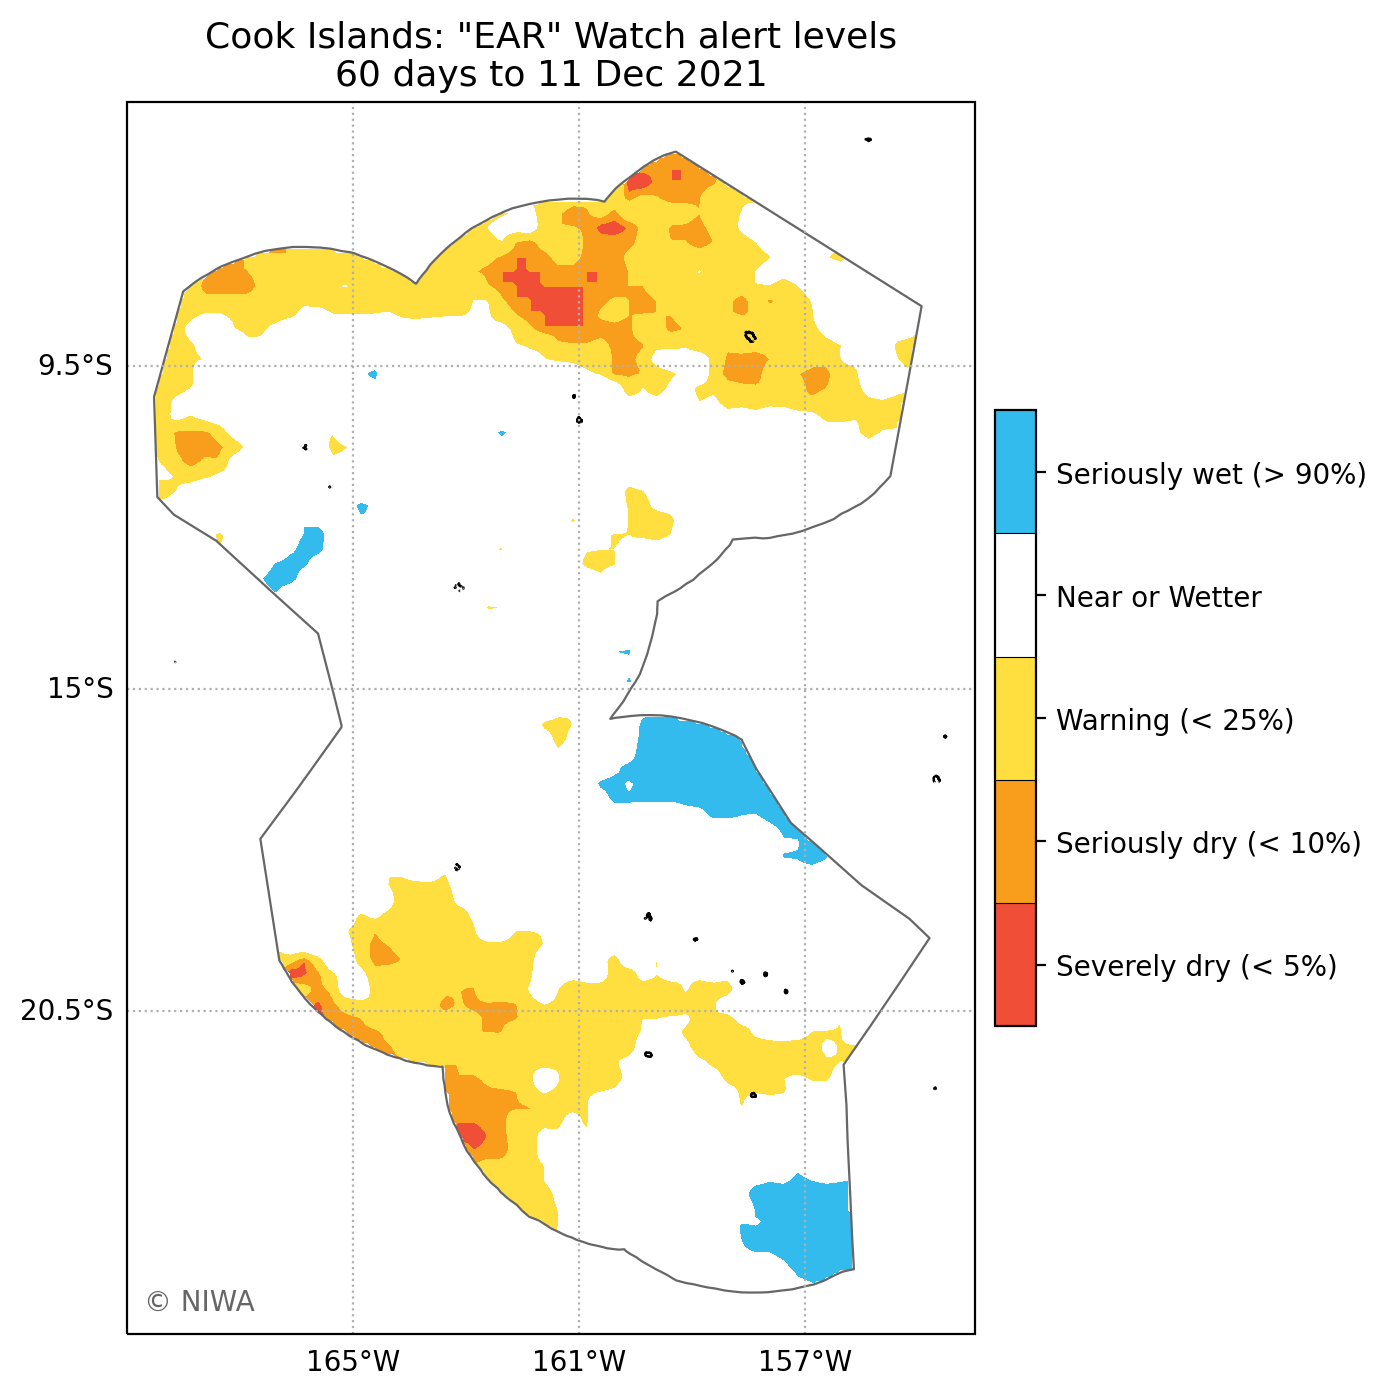 Cook Islands: "EAR" Watch alert levels
60 days to 11 Dec 2021
9.5°S
15°S
20.5°S
165°W
161°W
157°W
Seriously wet (> 90%)
Near or Wetter
Warning (< 25%)
Seriously dry (< 10%)
Severely dry (< 5%)
© NIWA